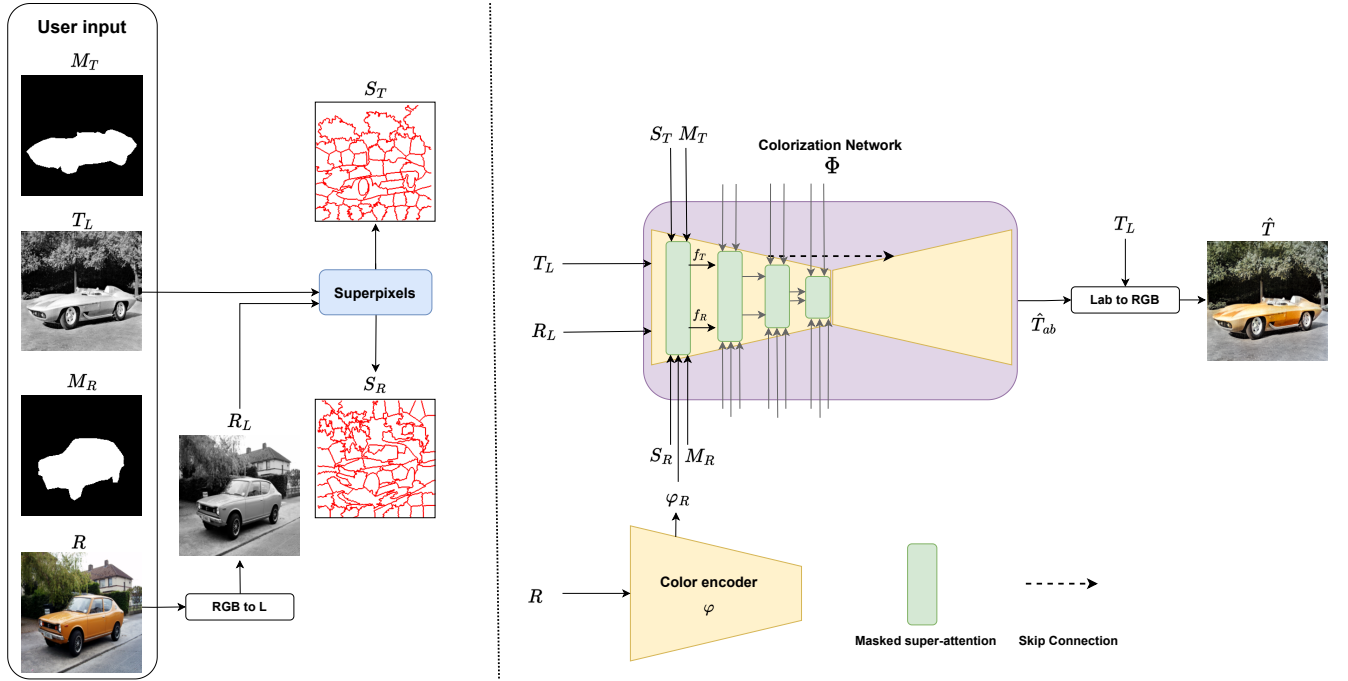 User input
M_T
T_L
M_R
R
RGB to L
R_L
S_T
Superpixels
S_R
S_T M_T
Colorization Network
Φ
T_L
R_L
f_T
f_R
S_R M_R
φ_R
R
Color encoder
φ
T̂_ab
T_L
Lab to RGB
T̂
Masked super-attention
Skip Connection